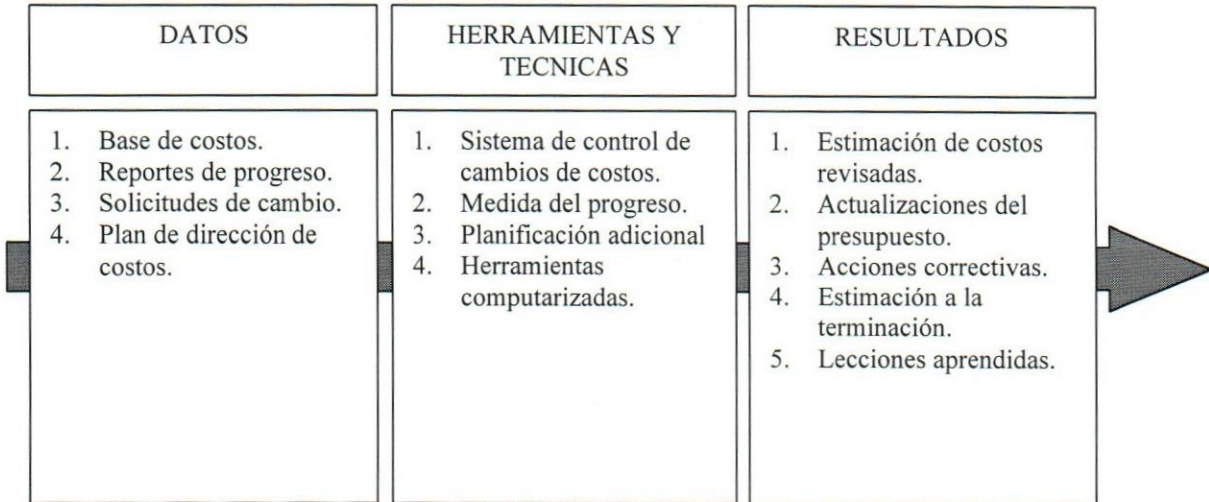 DATOS
HERRAMIENTAS Y
TECNICAS
RESULTADOS
1. Base de costos.
2. Reportes de progreso.
3. Solicitudes de cambio.
4. Plan de dirección de
costos.
1. Sistema de control de
cambios de costos.
2. Medida del progreso.
3. Planificación adicional
4. Herramientas
computarizadas.
1. Estimación de costos
revisadas.
2. Actualizaciones del
presupuesto.
3. Acciones correctivas.
4. Estimación a la
terminación.
5. Lecciones aprendidas.